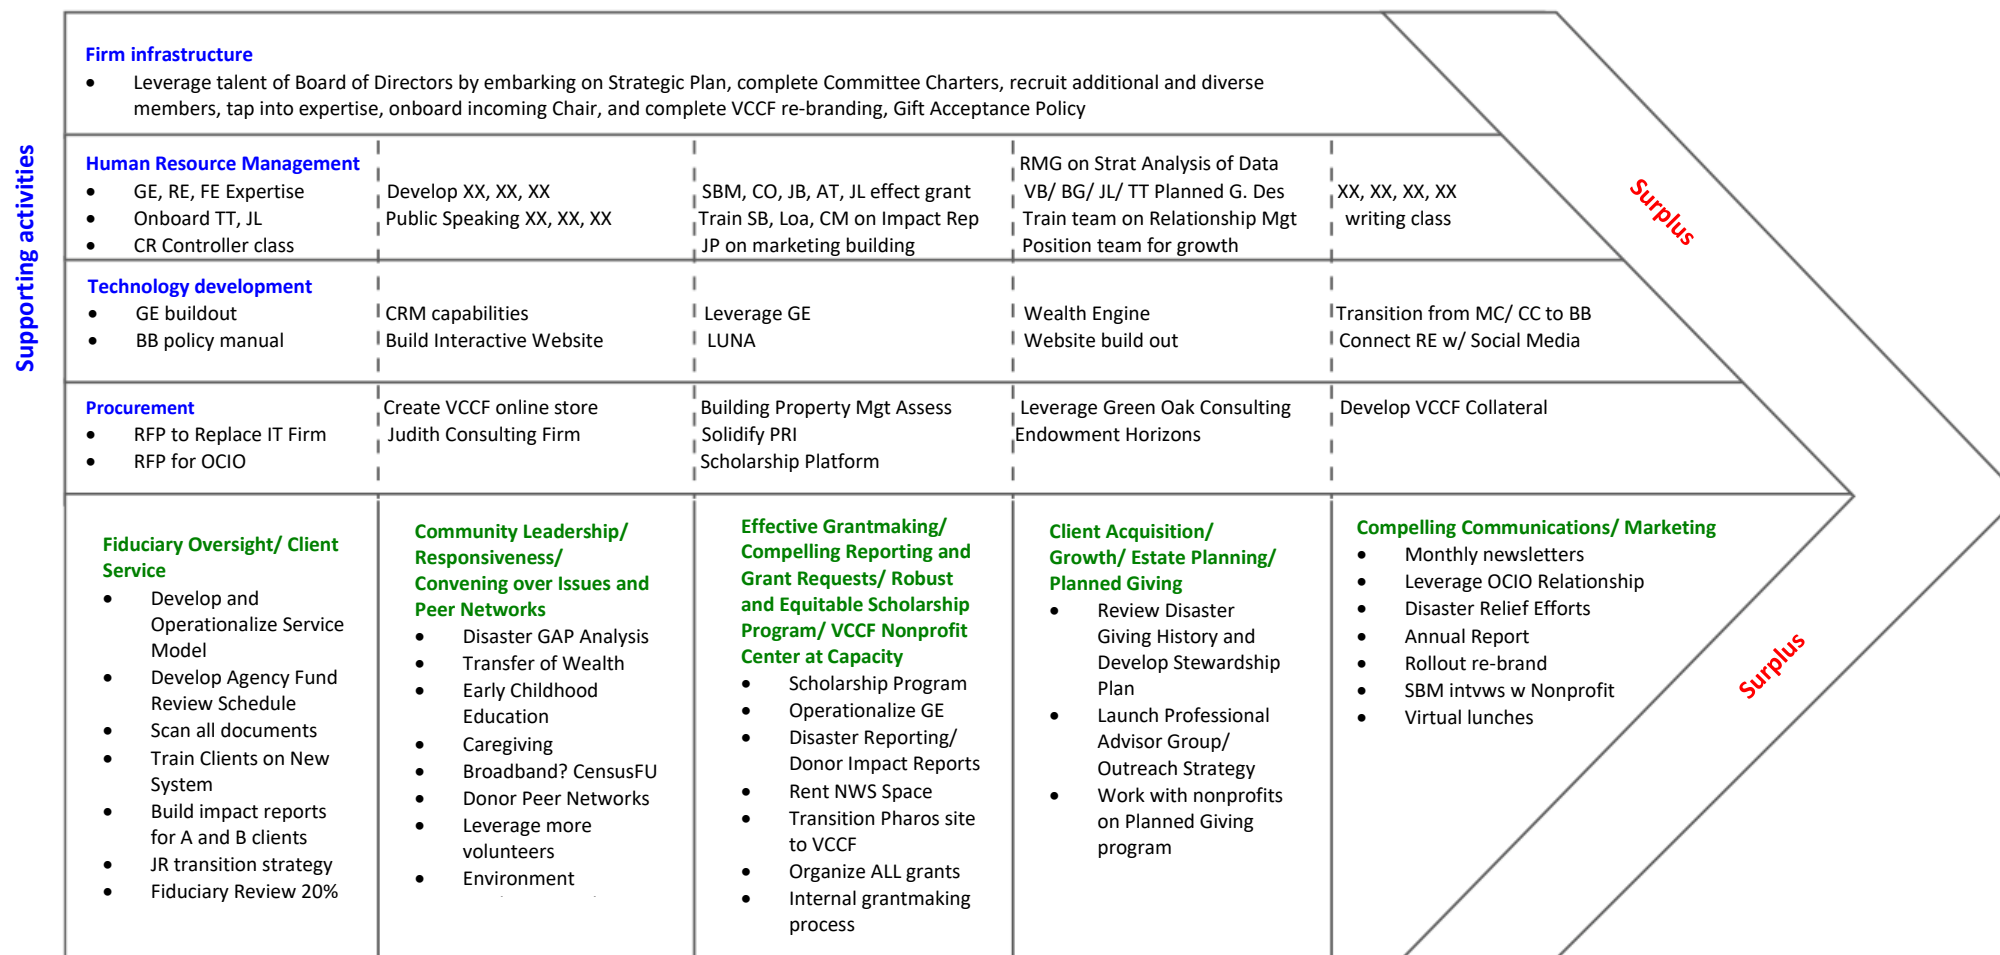 Supporting activities
Firm infrastructure
• Leverage talent of Board of Directors by embarking on Strategic Plan, complete Committee Charters, recruit additional and diverse
members, tap into expertise, onboard incoming Chair, and complete VCCF re-branding, Gift Acceptance Policy
Human Resource Management
• GE, RE, FE Expertise
• Onboard TT, JL
• CR Controller class
Develop XX, XX, XX
Public Speaking XX, XX, XX
SBM, CO, JB, AT, JL effect grant
Train SB, Loa, CM on Impact Rep
JP on marketing building
RMG on Strat Analysis of Data
VB/ BG/ JL/ TT Planned G. Des
Train team on Relationship Mgt
Position team for growth
XX, XX, XX, XX
writing class
Technology development
• GE buildout
• BB policy manual
CRM capabilities
Build Interactive Website
Leverage GE
LUNA
Wealth Engine
Website build out
Transition from MC/ CC to BB
Connect RE w/ Social Media
Procurement
• RFP to Replace IT Firm
• RFP for OCIO
Create VCCF online store
Judith Consulting Firm
Building Property Mgt Assess
Solidify PRI
Scholarship Platform
Leverage Green Oak Consulting
Endowment Horizons
Develop VCCF Collateral
Fiduciary Oversight/ Client
Service
• Develop and
Operationalize Service
Model
• Develop Agency Fund
Review Schedule
• Scan all documents
• Train Clients on New
System
• Build impact reports
for A and B clients
• JR transition strategy
• Fiduciary Review 20%
Community Leadership/
Responsiveness/
Convening over Issues and
Peer Networks
• Disaster GAP Analysis
• Transfer of Wealth
• Early Childhood
Education
• Caregiving
• Broadband? CensusFU
• Donor Peer Networks
• Leverage more
volunteers
• Environment
Effective Grantmaking/
Compelling Reporting and
Grant Requests/ Robust
and Equitable Scholarship
Program/ VCCF Nonprofit
Center at Capacity
• Scholarship Program
• Operationalize GE
• Disaster Reporting/
Donor Impact Reports
• Rent NWS Space
• Transition Pharos site
to VCCF
• Organize ALL grants
• Internal grantmaking
process
Client Acquisition/
Growth/ Estate Planning/
Planned Giving
• Review Disaster
Giving History and
Develop Stewardship
Plan
• Launch Professional
Advisor Group/
Outreach Strategy
• Work with nonprofits
on Planned Giving
program
Compelling Communications/ Marketing
• Monthly newsletters
• Leverage OCIO Relationship
• Disaster Relief Efforts
• Annual Report
• Rollout re-brand
• SBM intvws w Nonprofit
• Virtual lunches
Surplus
Surplus